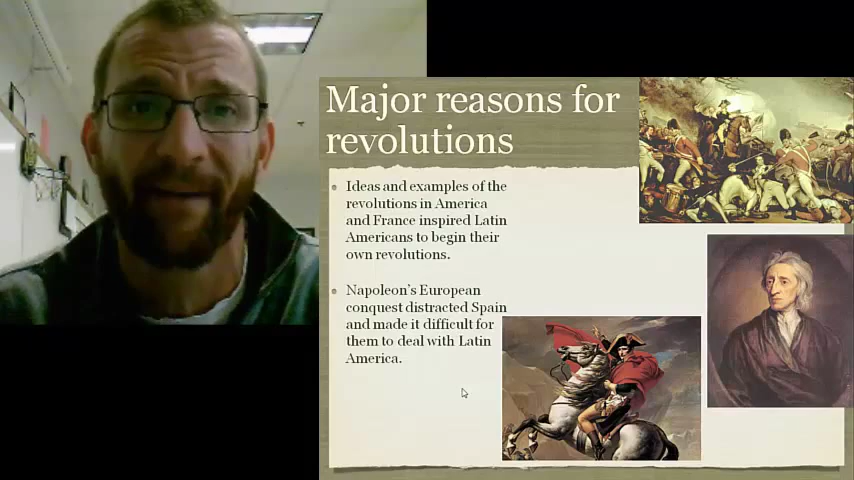 Major reasons for
revolutions
Ideas and examples of the
revolutions in America
and France inspired Latin
Americans to begin their
own revolutions.
Napoleon's European
conquest distracted Spain
and made it difficult for
them to deal with Latin
America.